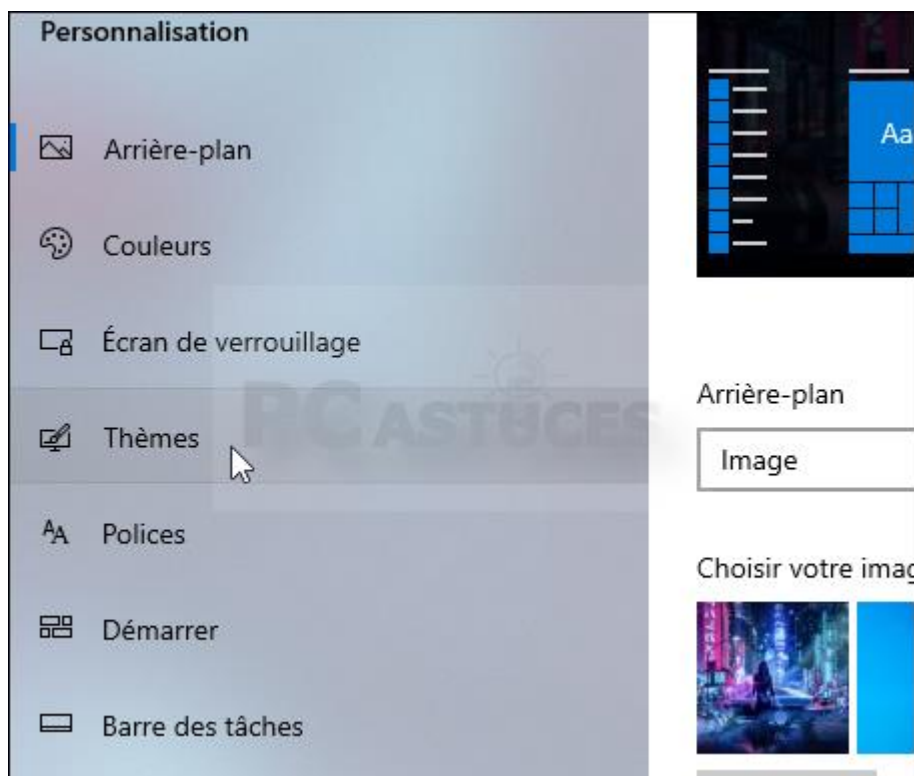 Personnalisation
Arrière-plan
Couleurs
Écran de verrouillage
Thèmes
Polices
Démarrer
Barre des tâches
PC ASTUCES
Aa
Arrière-plan
Image
Choisir votre imag